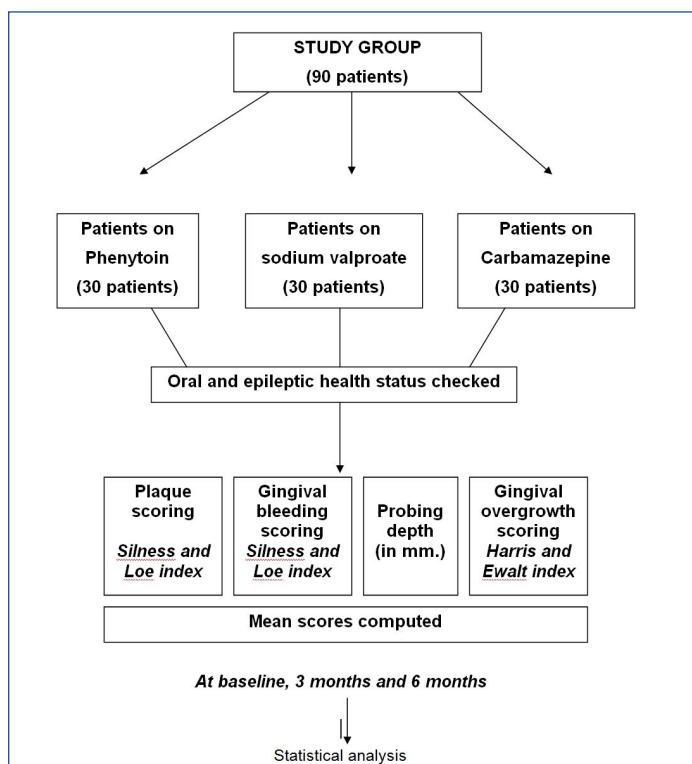 STUDY GROUP
(90 patients)
Patients on
Phenytoin
(30 patients)
Patients on
sodium valproate
(30 patients)
Patients on
Carbamazepine
(30 patients)
Oral and epileptic health status checked
Plaque
scoring
Silness and
Loe index
Gingival
bleeding
scoring
Silness and
Loe index
Probing
depth
(in mm.)
Gingival
overgrowth
scoring
Harris and
Ewalt index
Mean scores computed
At baseline, 3 months and 6 months
Statistical analysis